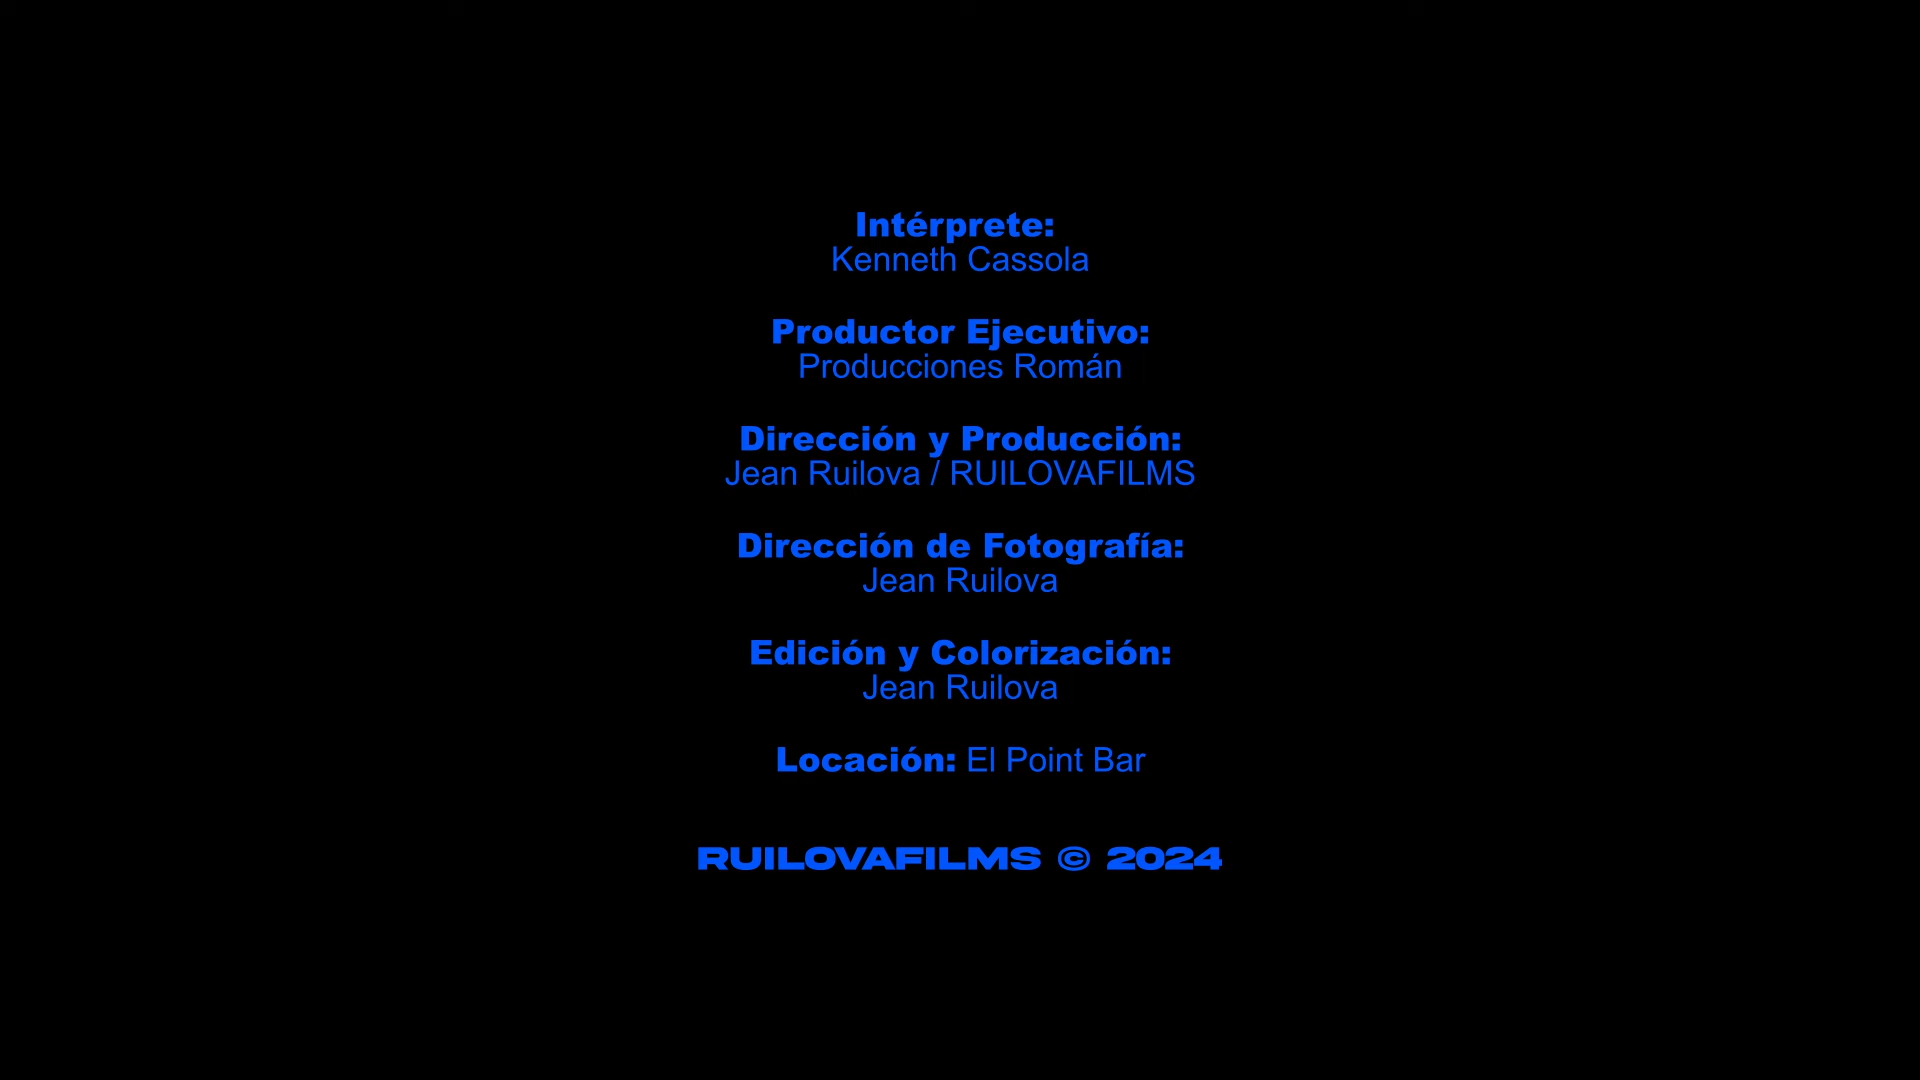 Intérprete:
Kenneth Cassola
Productor Ejecutivo:
Producciones Román
Dirección y Producción:
Jean Ruilova / RUILOVAFILMS
Dirección de Fotografía:
Jean Ruilova
Edición y Colorización:
Jean Ruilova
Locación: El Point Bar
RUILOVAFILMS © 2024